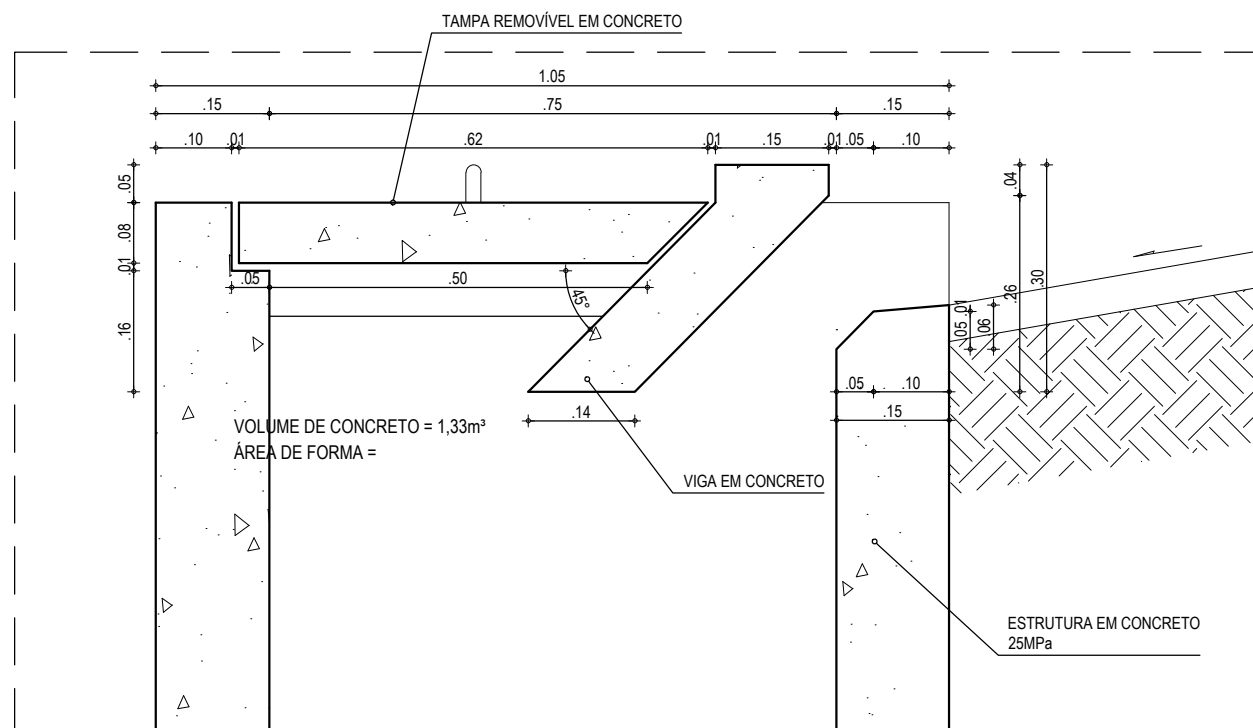 TAMPA REMOVÍVEL EM CONCRETO
1.05
.15 .75 .15
.10 .01 .62 .01 .15 .01 .05 .10
.05
.08
.01
.16
.05 .50
45°
.04
.26
.30
.01
.05
.06
.05 .10
.15
.14
VOLUME DE CONCRETO = 1,33m³
ÁREA DE FORMA =
VIGA EM CONCRETO
ESTRUTURA EM CONCRETO
25MPa